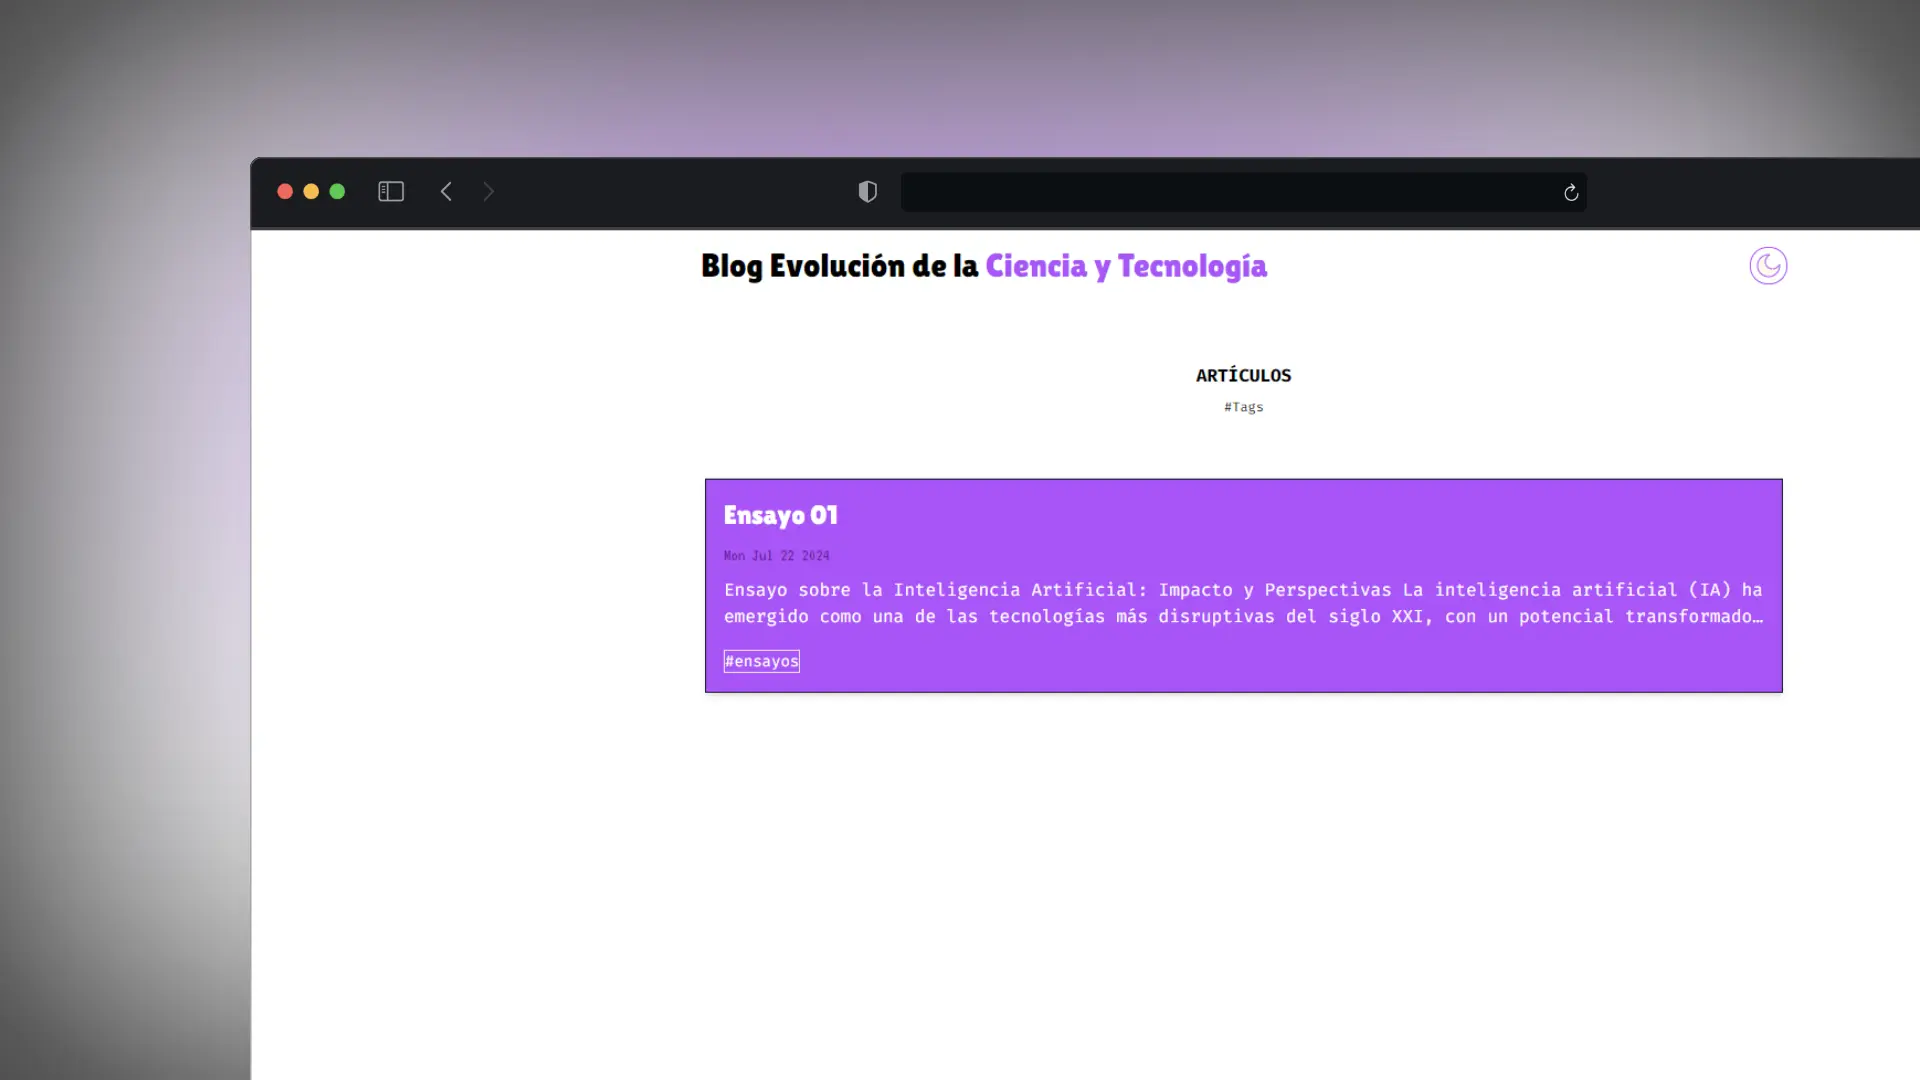 Blog Evolución de la Ciencia y Tecnología
ARTÍCULOS
#Tags
Ensayo 01
Mon Jul 22 2024
Ensayo sobre la Inteligencia Artificial: Impacto y Perspectivas La inteligencia artificial (IA) ha
emergido como una de las tecnologías más disruptivas del siglo XXI, con un potencial transformado…
#ensayos